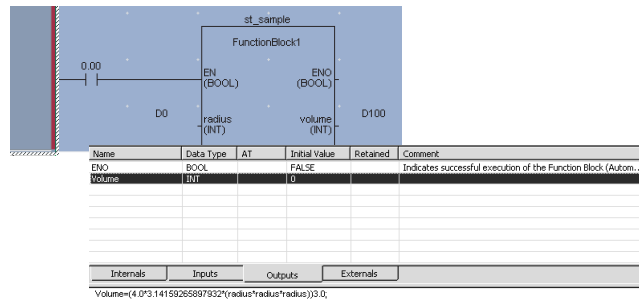 st_sample
FunctionBlock1
0.00
EN
(BOOL)
ENO
(BOOL)
D0
radius
(INT)
volume
(INT)
D100
Name Data Type AT Initial Value Retained Comment
ENO BOOL FALSE Indicates successful execution of the Function Block (Autom...
Volume INT 0
Internals Inputs Outputs Externals
Volume=(4.0*3.14159265897932*(radius*radius*radius))3.0;